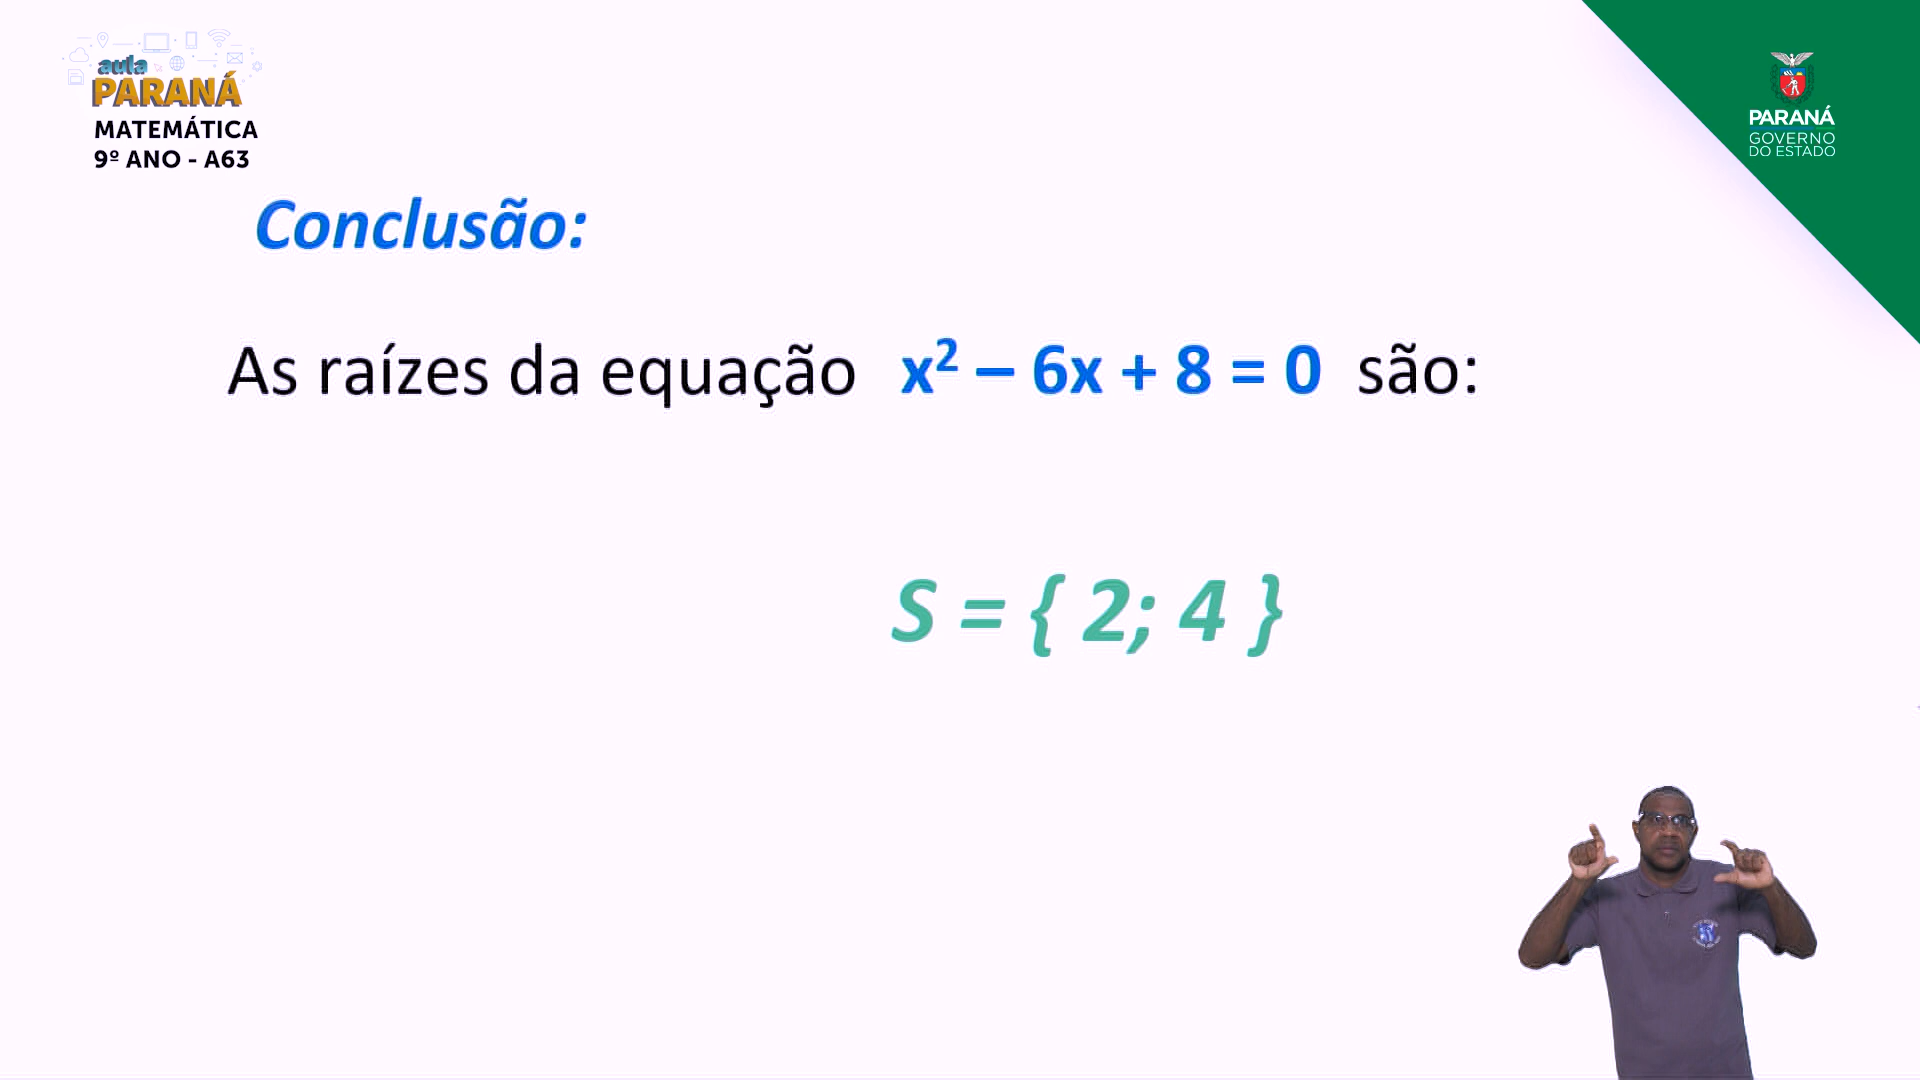 aula
PARANÁ
MATEMÁTICA
9º ANO - A63
PARANÁ
GOVERNO
DO ESTADO
Conclusão:
As raízes da equação x² – 6x + 8 = 0 são:
S = { 2; 4 }